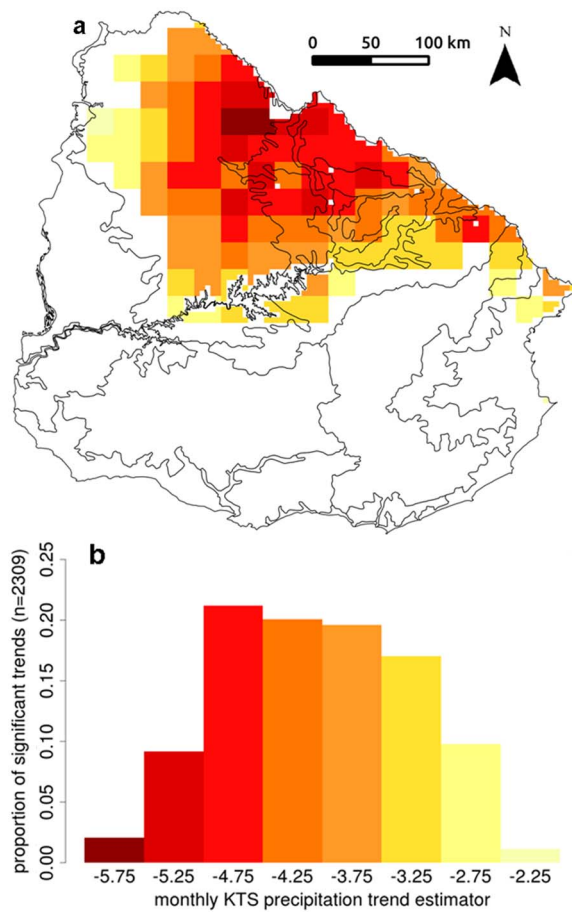 a
N
0 50 100 km
b
proportion of significant trends (n=2309)
0.25
0.20
0.15
0.10
0.05
0.00
-5.75 -5.25 -4.75 -4.25 -3.75 -3.25 -2.75 -2.25
monthly KTS precipitation trend estimator